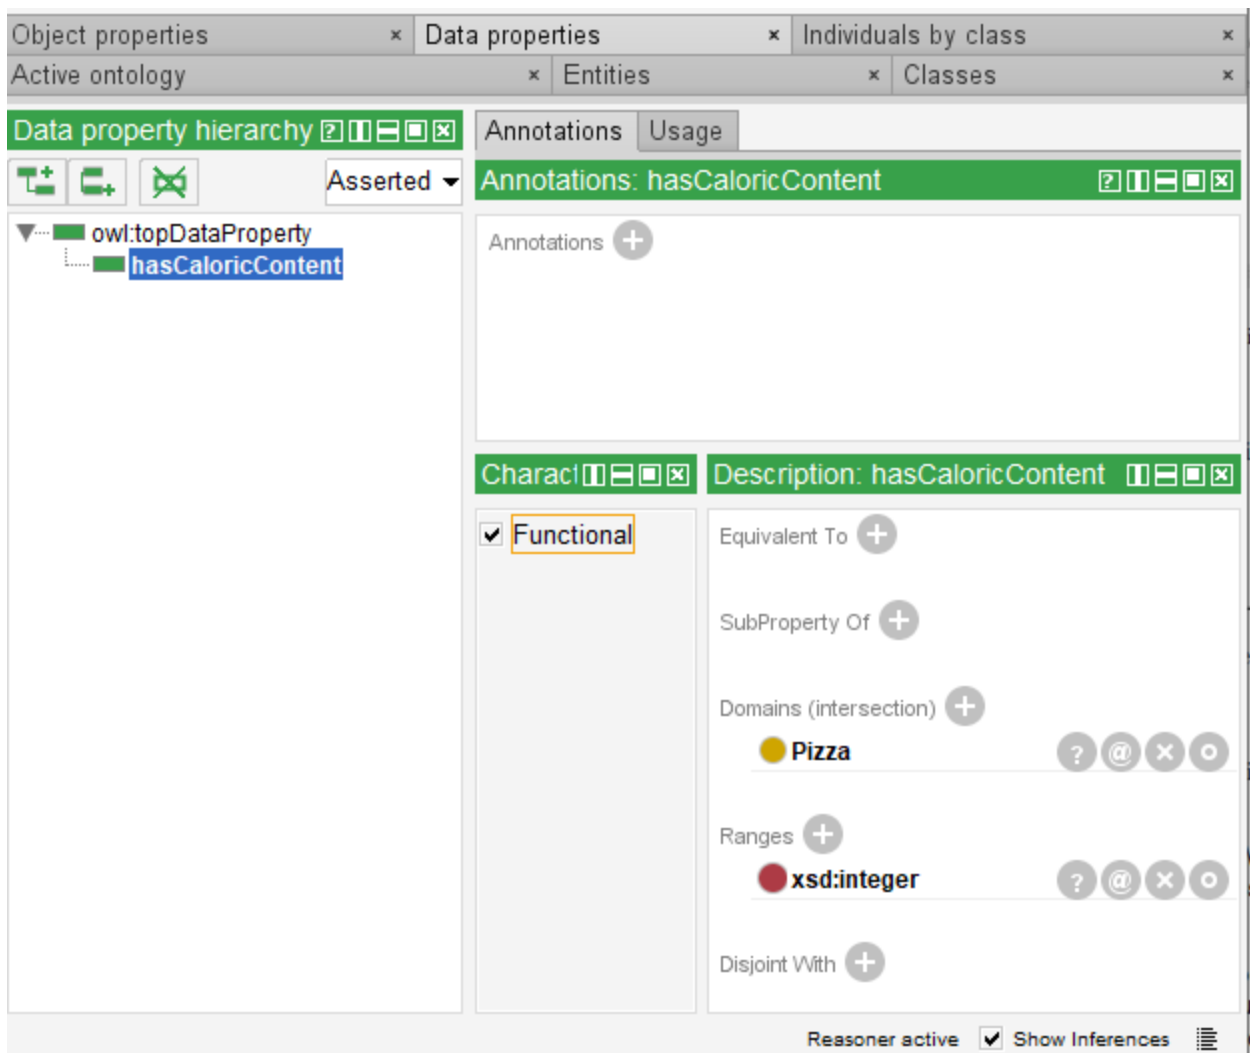 Object properties × Data properties × Individuals by class ×
Active ontology × Entities × Classes ×
Data property hierarchy ?
Asserted
owl:topDataProperty
hasCaloricContent
Annotations Usage
Annotations: hasCaloricContent ?
Annotations +
Charact
Functional
Description: hasCaloricContent
Equivalent To +
SubProperty Of +
Domains (intersection) +
Pizza ? @ × o
Ranges +
xsd:integer ? @ × o
Disjoint With +
Reasoner active Show Inferences